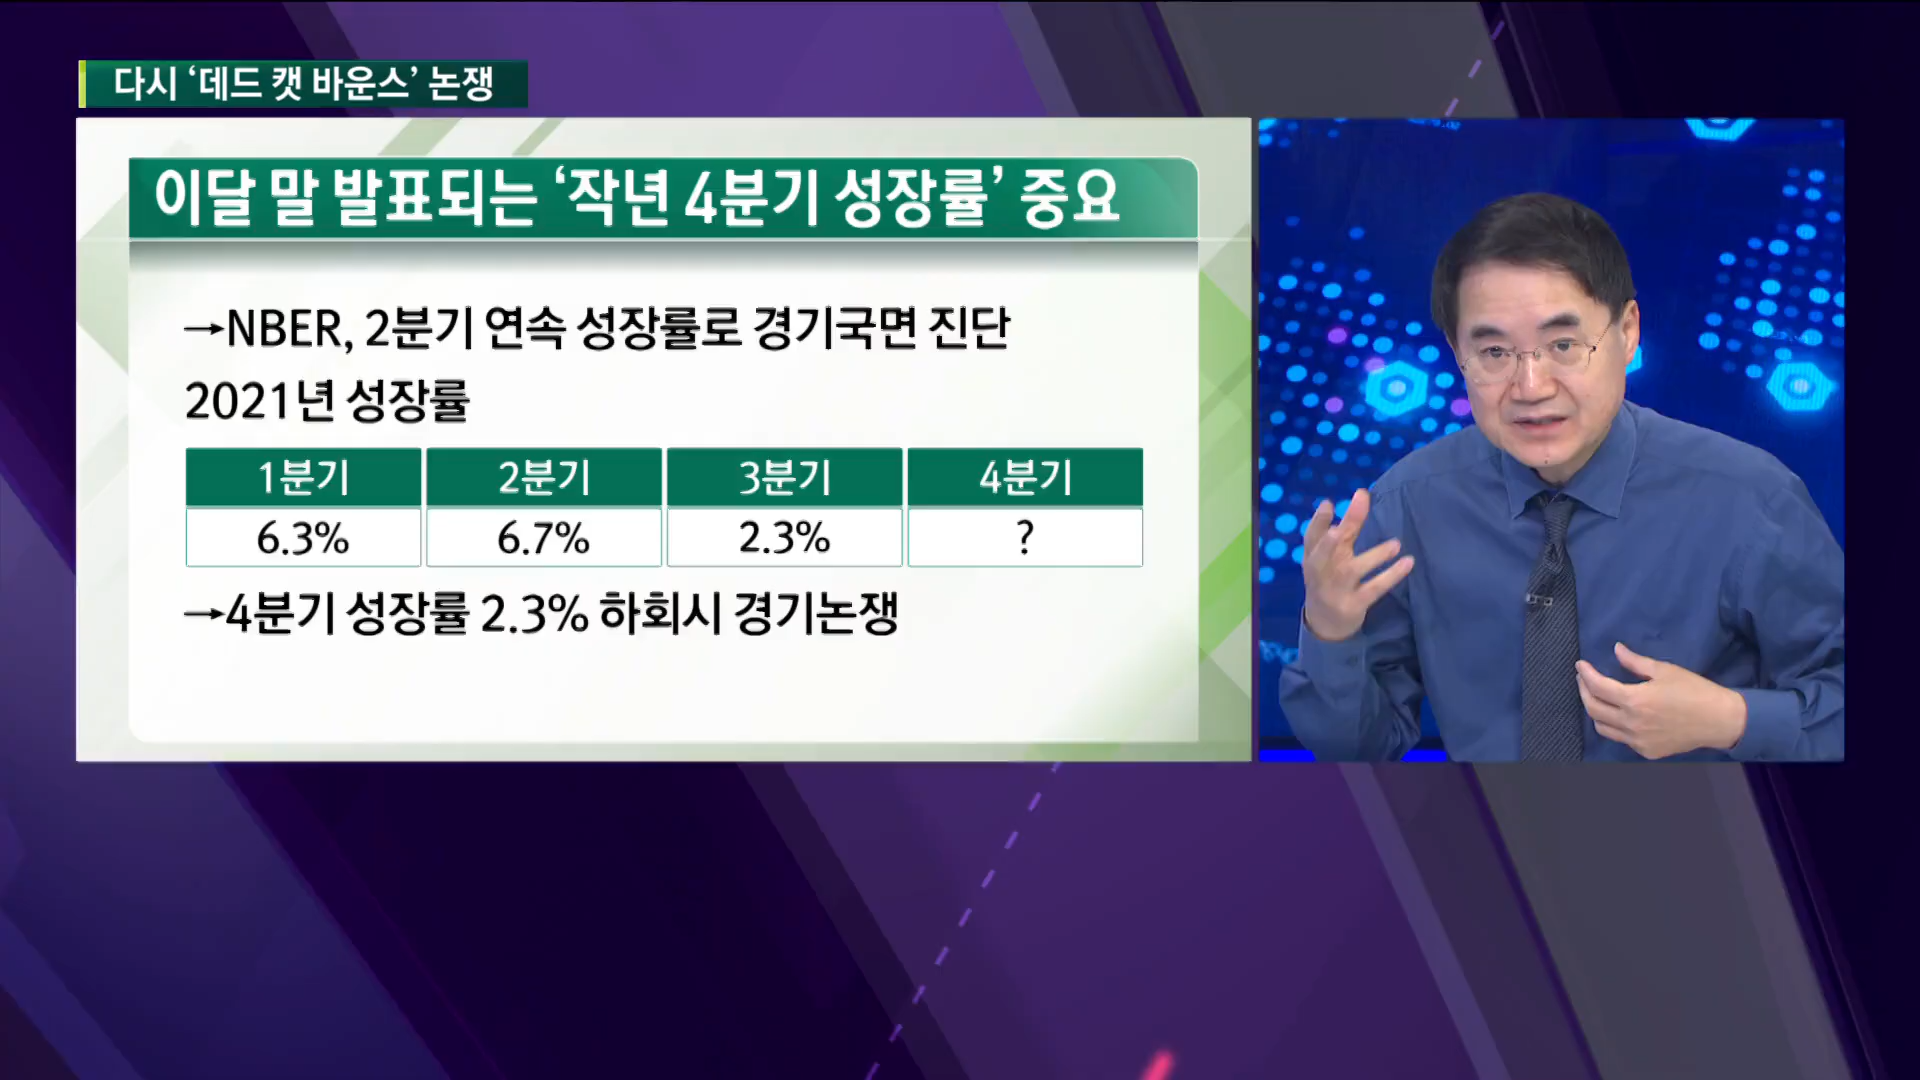 다시 ‘데드 캣 바운스’ 논쟁
이달 말 발표되는 ‘작년 4분기 성장률’ 중요
→NBER, 2분기 연속 성장률로 경기국면 진단
2021년 성장률
1분기 2분기 3분기 4분기
6.3% 6.7% 2.3% ?
→4분기 성장률 2.3% 하회시 경기논쟁